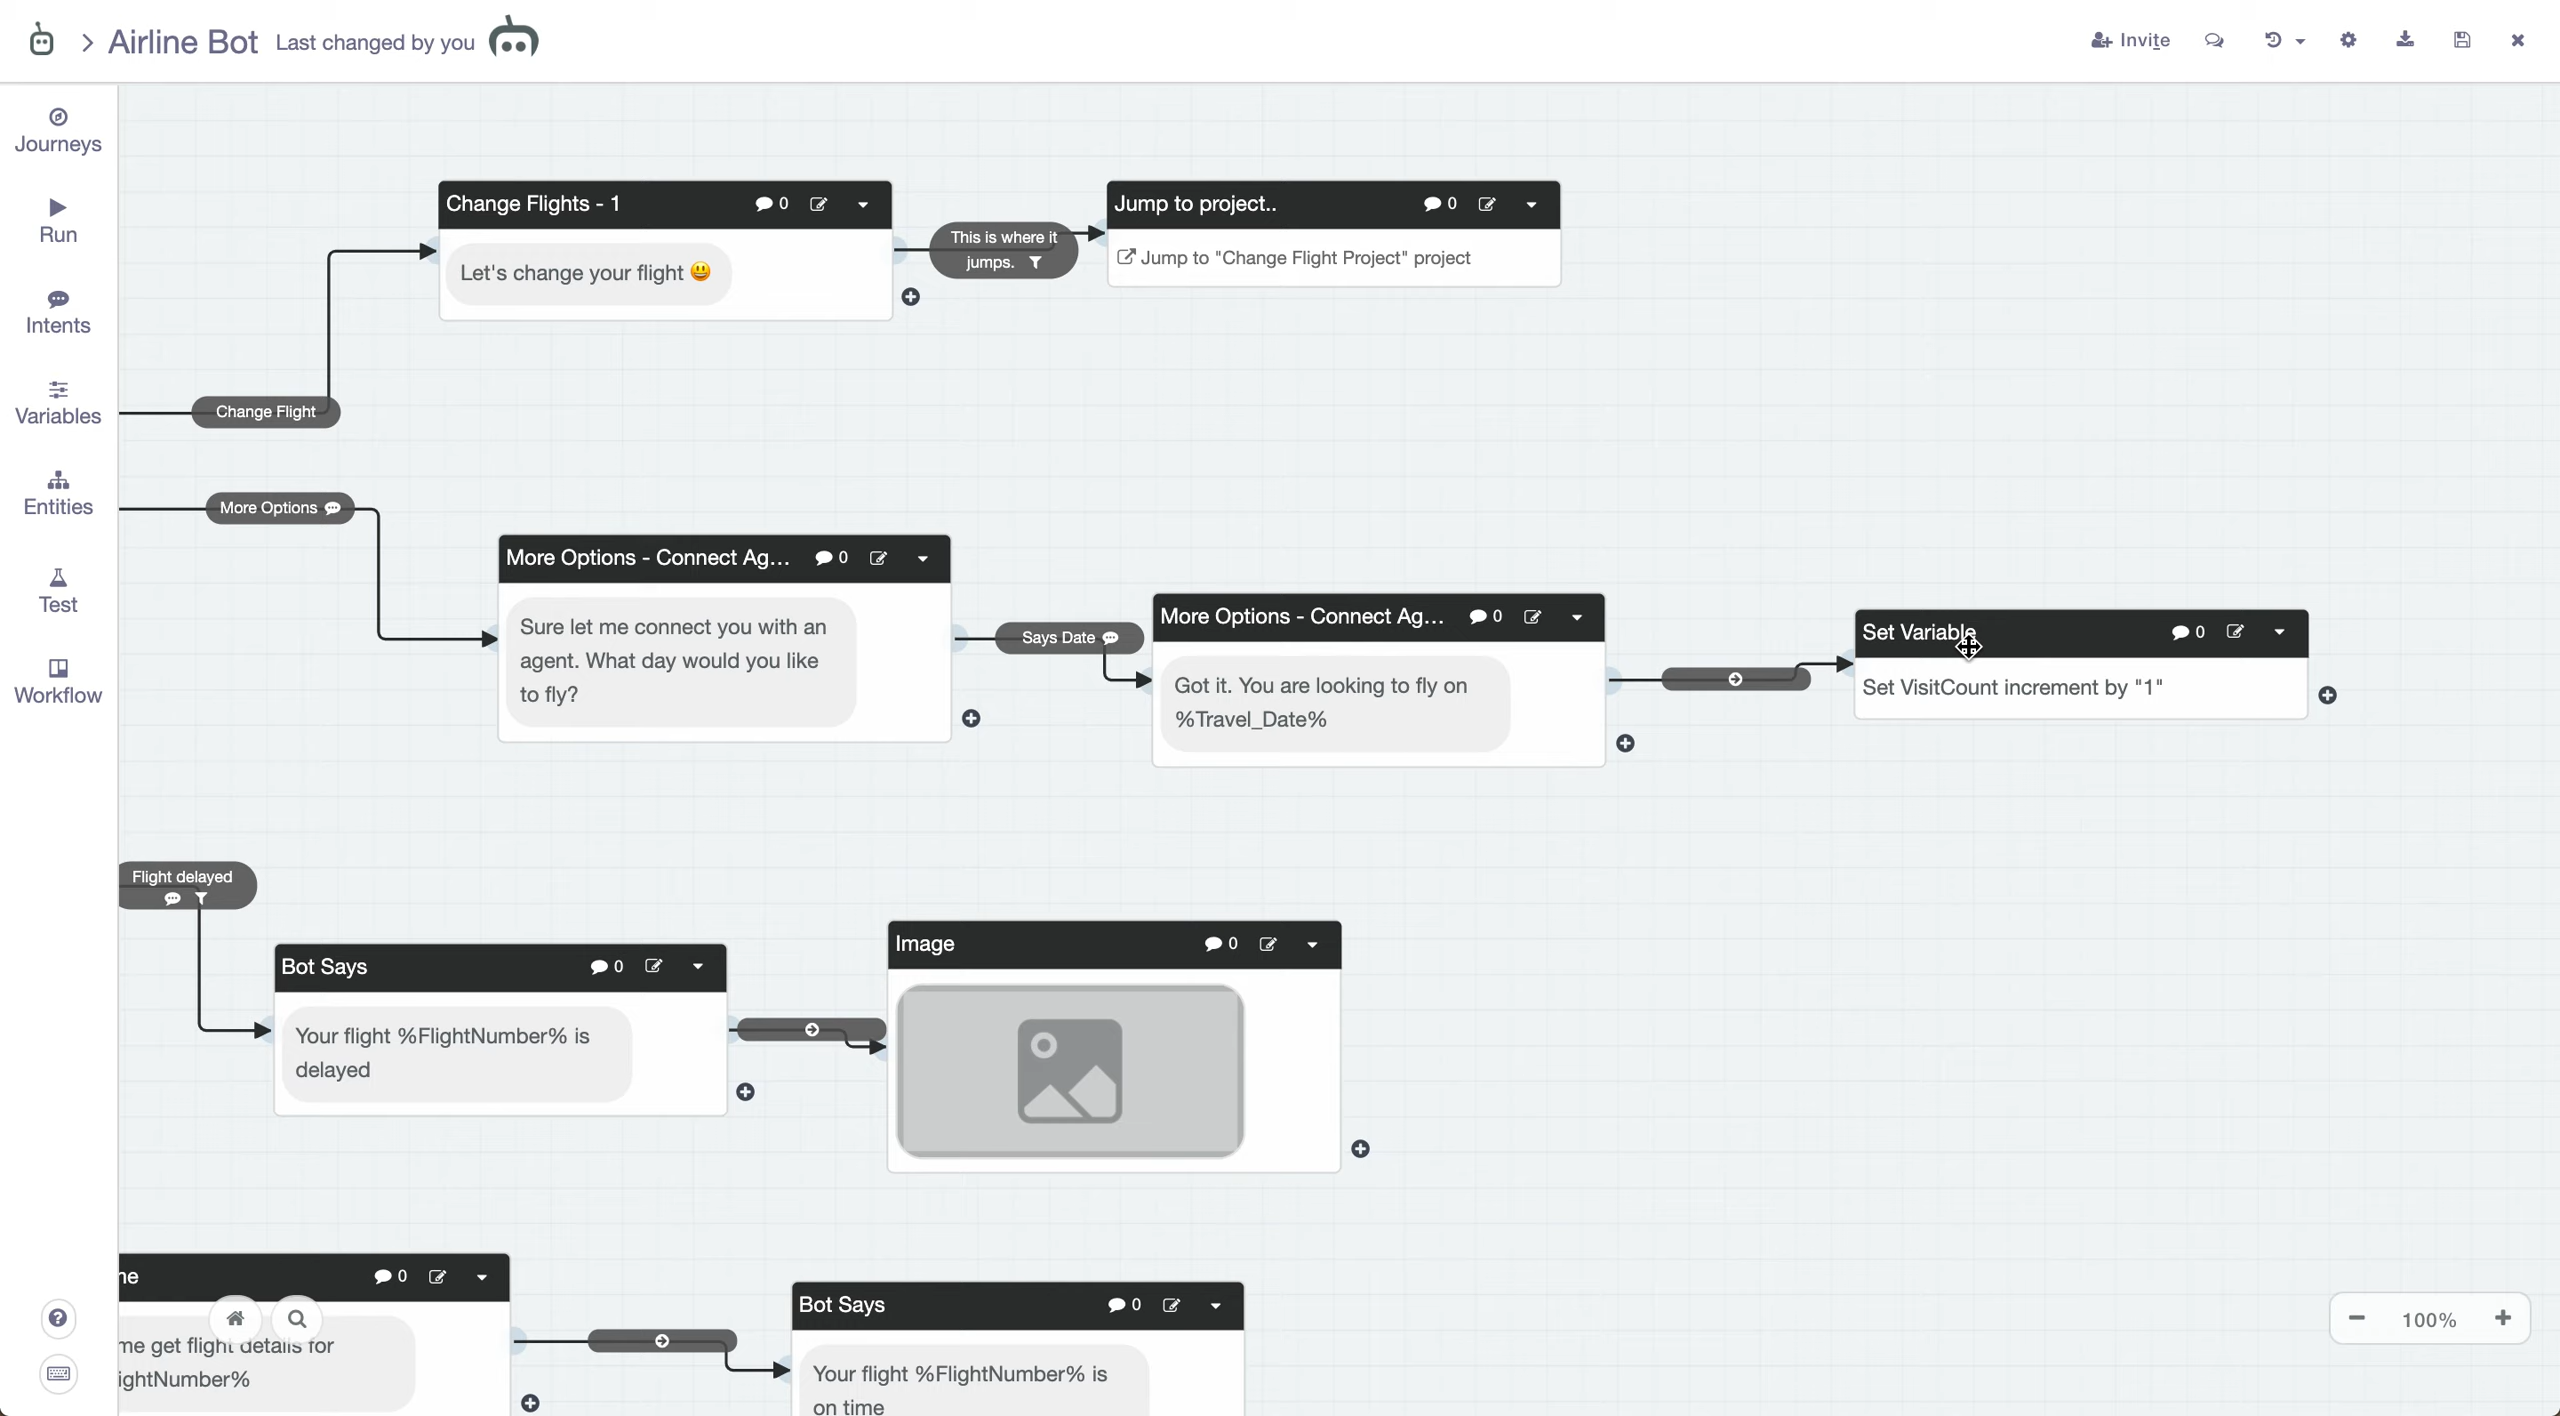 Airline Bot Last changed by you
Invite
Journeys
Run
Intents
Variables
Entities
Test
Workflow
Change Flights - 1
0
Let's change your flight 😃
This is where it
jumps.
Jump to project..
0
Jump to "Change Flight Project" project
Change Flight
More Options
More Options - Connect Ag...
0
Sure let me connect you with an
agent. What day would you like
to fly?
Says Date
More Options - Connect Ag...
0
Got it. You are looking to fly on
%Travel_Date%
Set Variable
0
Set VisitCount increment by "1"
Flight delayed
Bot Says
0
Your flight %FlightNumber% is
delayed
Image
0
ne
0
me get flight details for
ightNumber%
Bot Says
0
Your flight %FlightNumber% is
on time
100%